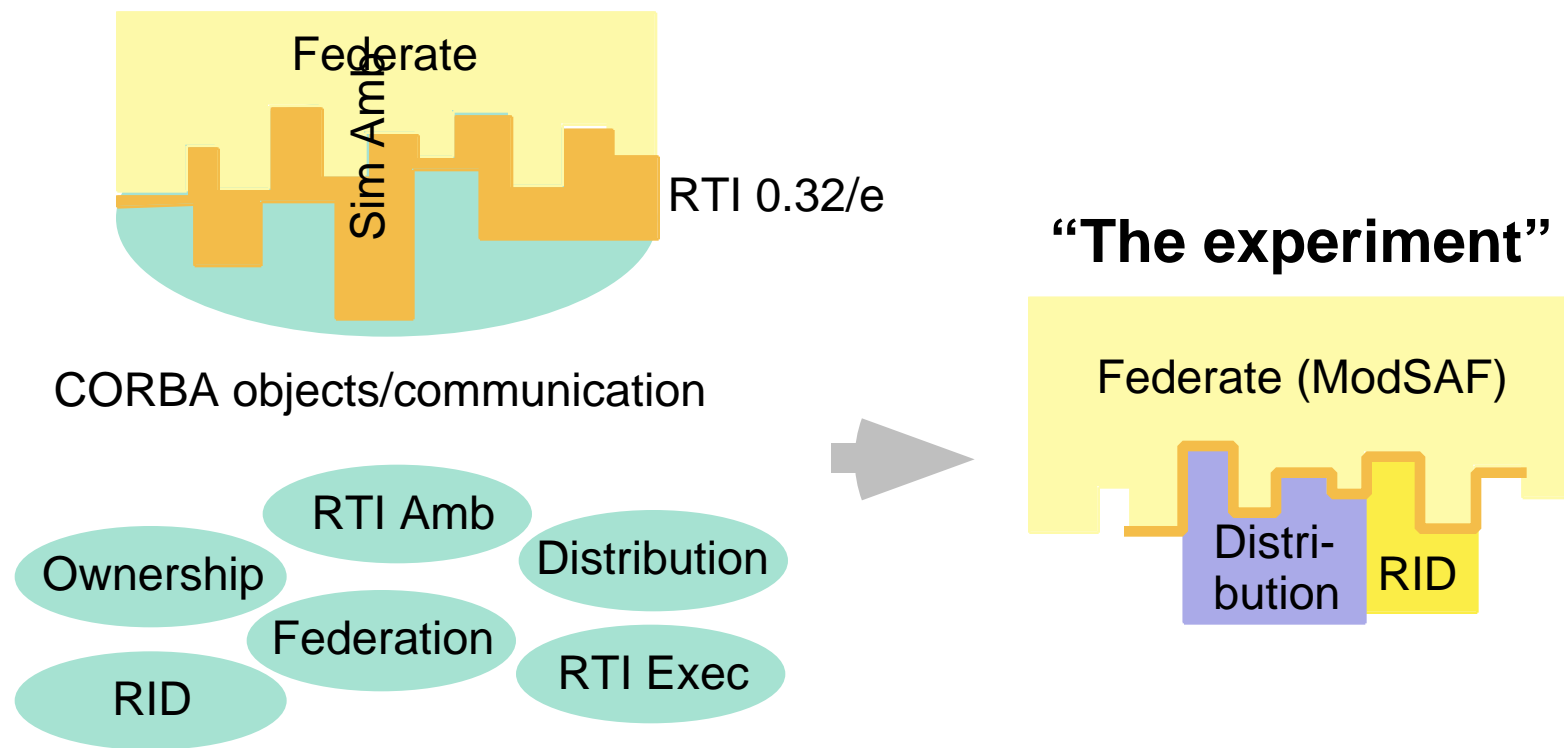 Federate
Sim Amb
RTI 0.32/e
CORBA objects/communication
RTI Amb
Ownership
Distribution
Federation
RID
RTI Exec
“The experiment”
Federate (ModSAF)
Distri-
bution
RID